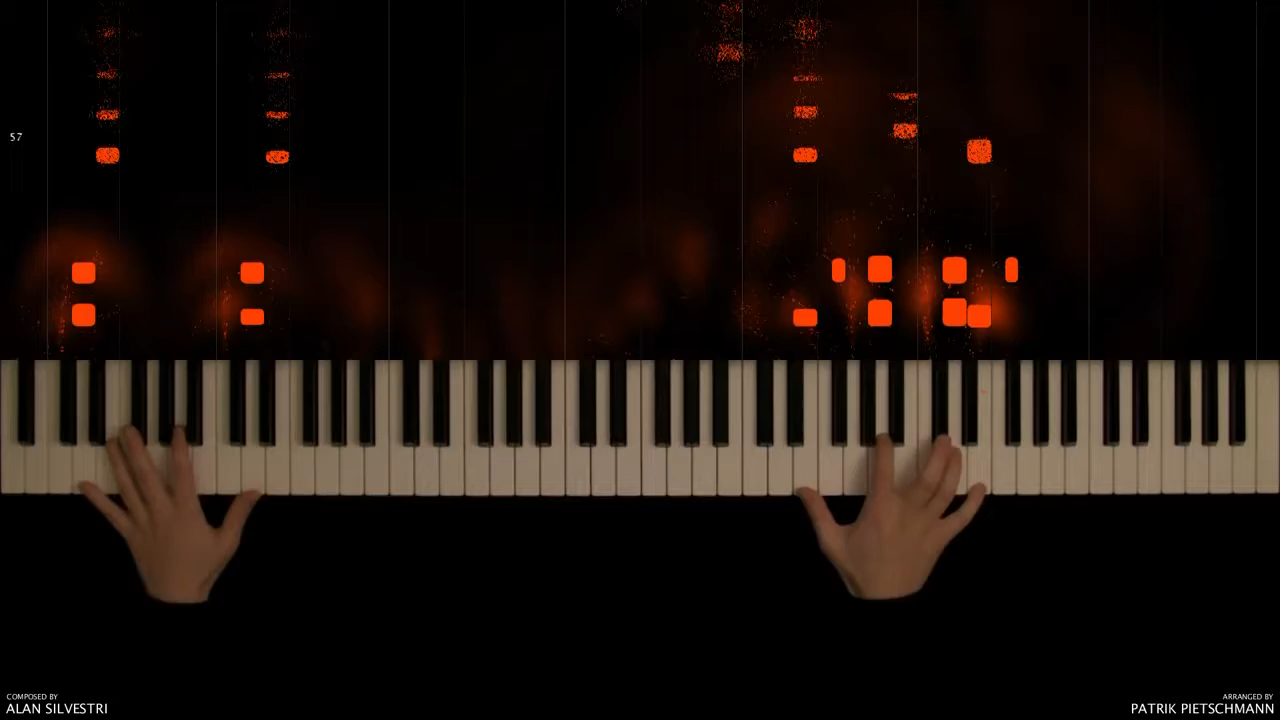 57
COMPOSED BY
ALAN SILVESTRI
ARRANGED BY
PATRIK PIETSCHMANN